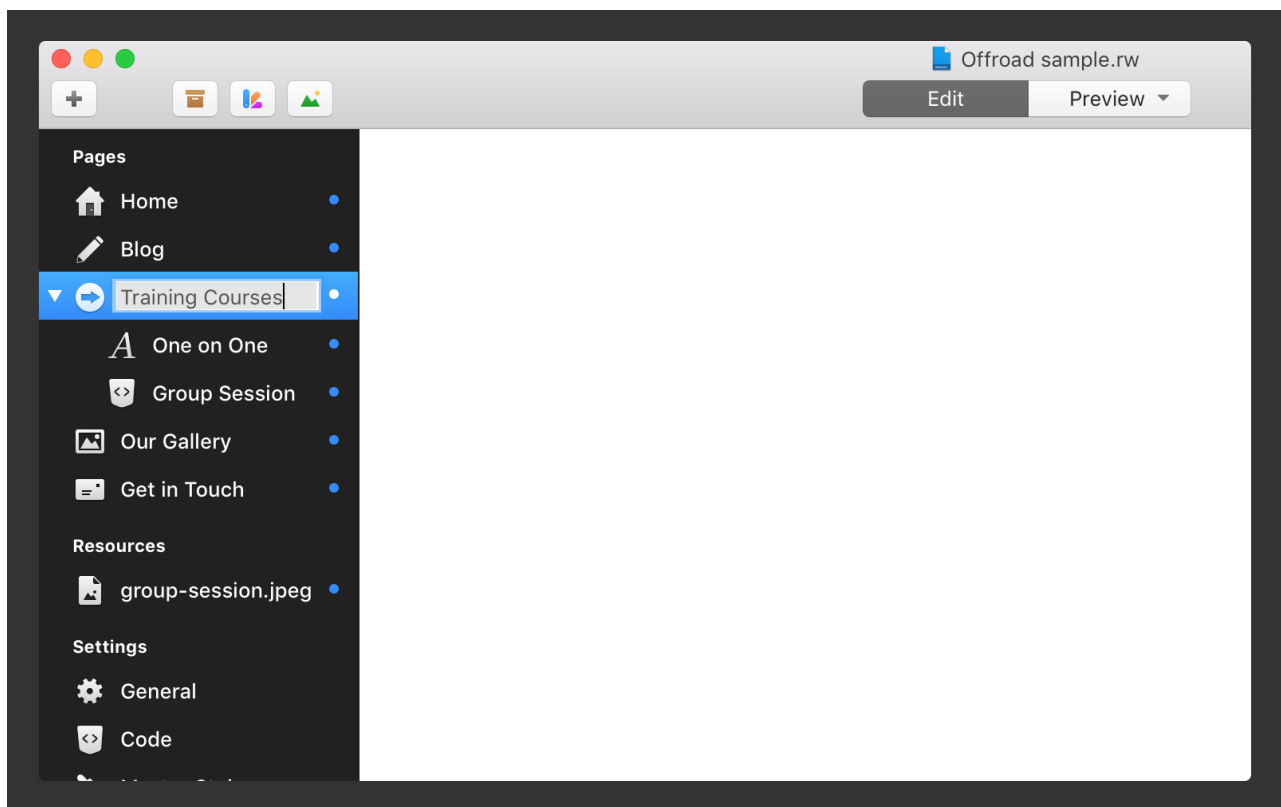 Offroad sample.rw
Edit
Preview
Pages
Home
Blog
Training Courses
A One on One
Group Session
Our Gallery
Get in Touch
Resources
group-session.jpeg
Settings
General
Code